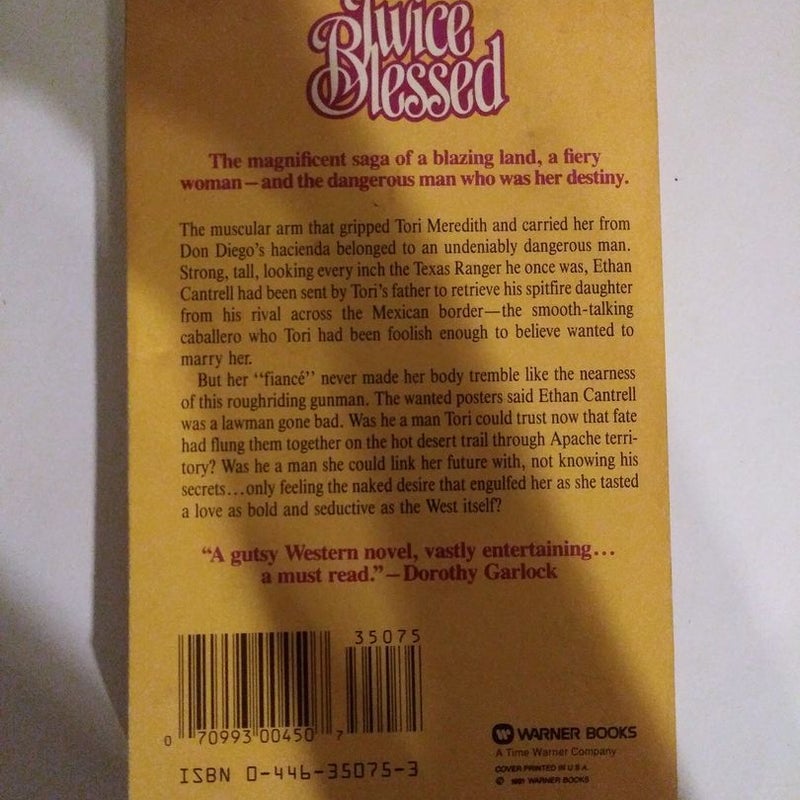 Twice
Blessed
The magnificent saga of a blazing land, a fiery
woman—and the dangerous man who was her destiny.
The muscular arm that gripped Tori Meredith and carried her from
Don Diego's hacienda belonged to an undeniably dangerous man.
Strong, tall, looking every inch the Texas Ranger he once was, Ethan
Cantrell had been sent by Tori's father to retrieve his spitfire daughter
from his rival across the Mexican border—the smooth-talking
caballero who Tori had been foolish enough to believe wanted to
marry her.
But her "fiancé" never made her body tremble like the nearness
of this roughriding gunman. The wanted posters said Ethan Cantrell
was a lawman gone bad. Was he a man Tori could trust now that fate
had flung them together on the hot desert trail through Apache terri-
tory? Was he a man she could link her future with, not knowing his
secrets...only feeling the naked desire that engulfed her as she tasted
a love as bold and seductive as the West itself?
"A gutsy Western novel, vastly entertaining...
a must read."—Dorothy Garlock
35075
0 70993 00450 7
ISBN 0-446-35075-3
W WARNER BOOKS
A Time Warner Company
COVER PRINTED IN U S A
© 1991 WARNER BOOKS